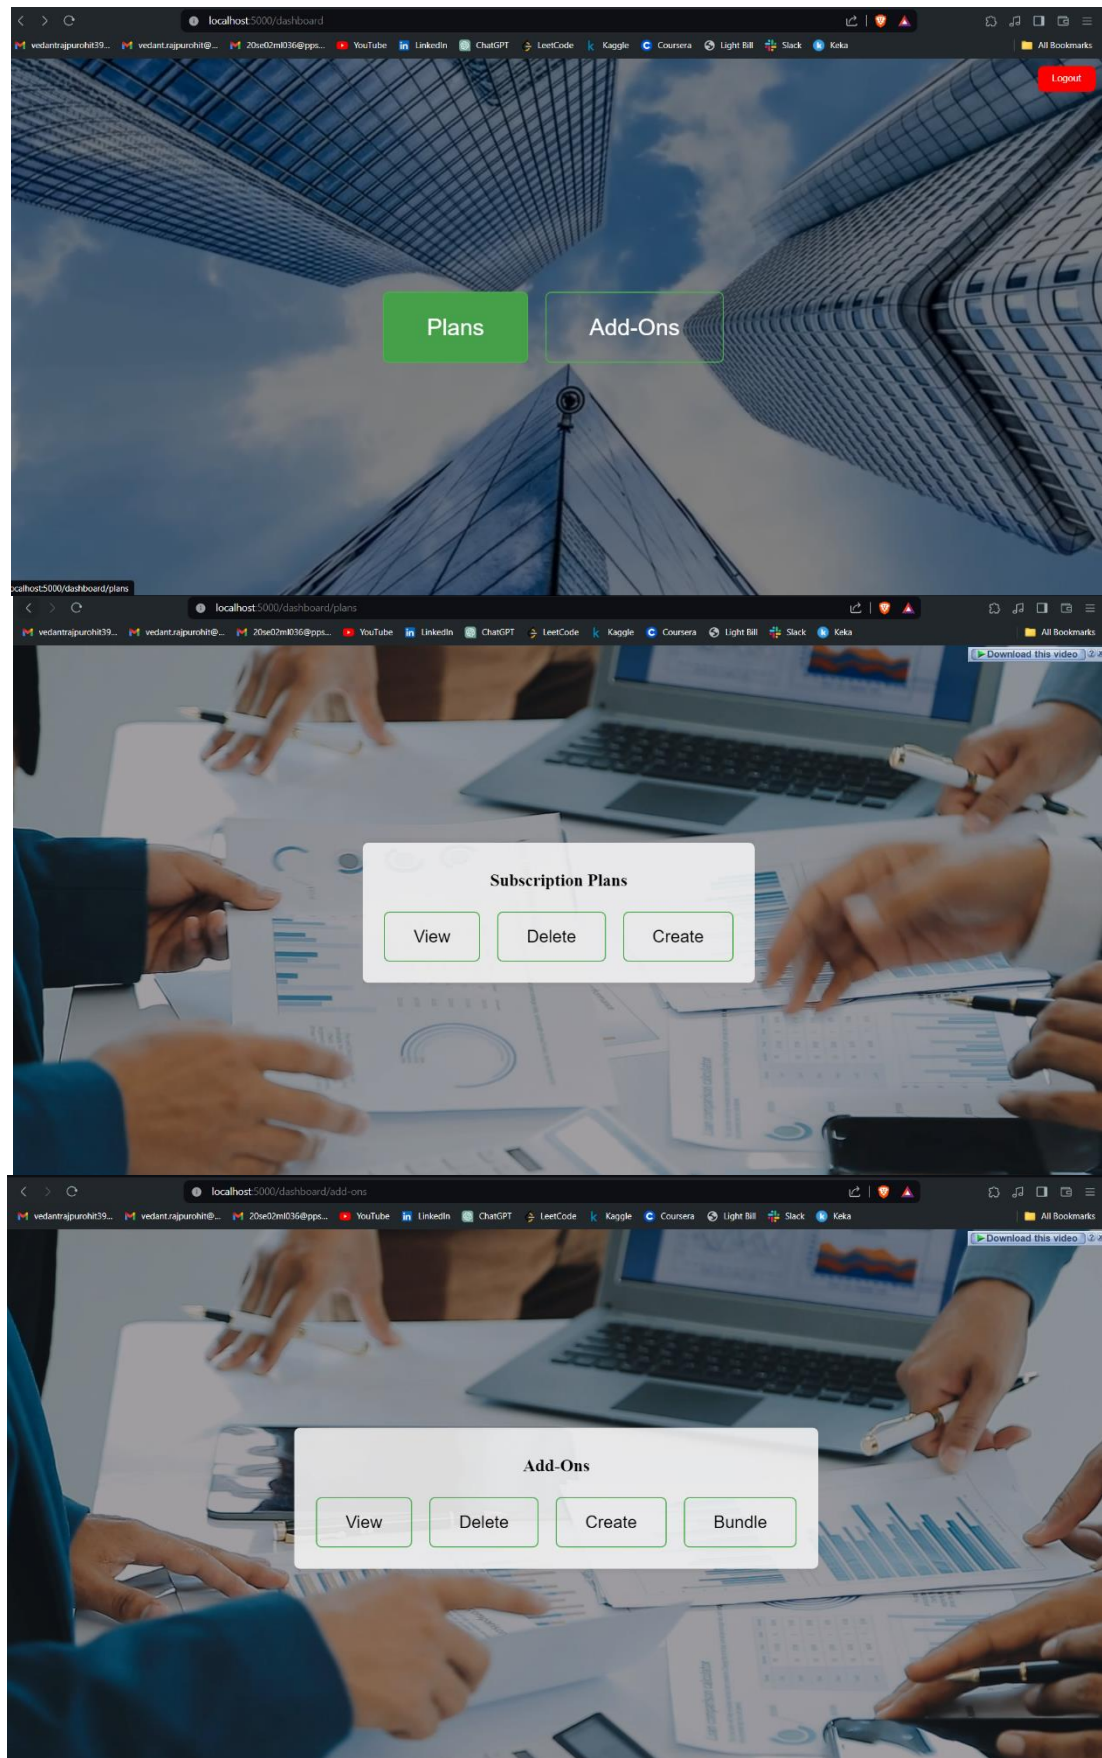 localhost:5000/dashboard
vedantrajpurohit39... vedant.rajpurohit@... 20se02ml036@pps... YouTube LinkedIn ChatGPT LeetCode Kaggle Coursera Light Bill Slack Keka All Bookmarks
Logout
Plans Add-Ons
ocalhost:5000/dashboard/plans
localhost:5000/dashboard/plans
vedantrajpurohit39... vedant.rajpurohit@... 20se02ml036@pps... YouTube LinkedIn ChatGPT LeetCode Kaggle Coursera Light Bill Slack Keka All Bookmarks
Download this video
Subscription Plans
View Delete Create
localhost:5000/dashboard/add-ons
vedantrajpurohit39... vedant.rajpurohit@... 20se02ml036@pps... YouTube LinkedIn ChatGPT LeetCode Kaggle Coursera Light Bill Slack Keka All Bookmarks
Download this video
Add-Ons
View Delete Create Bundle